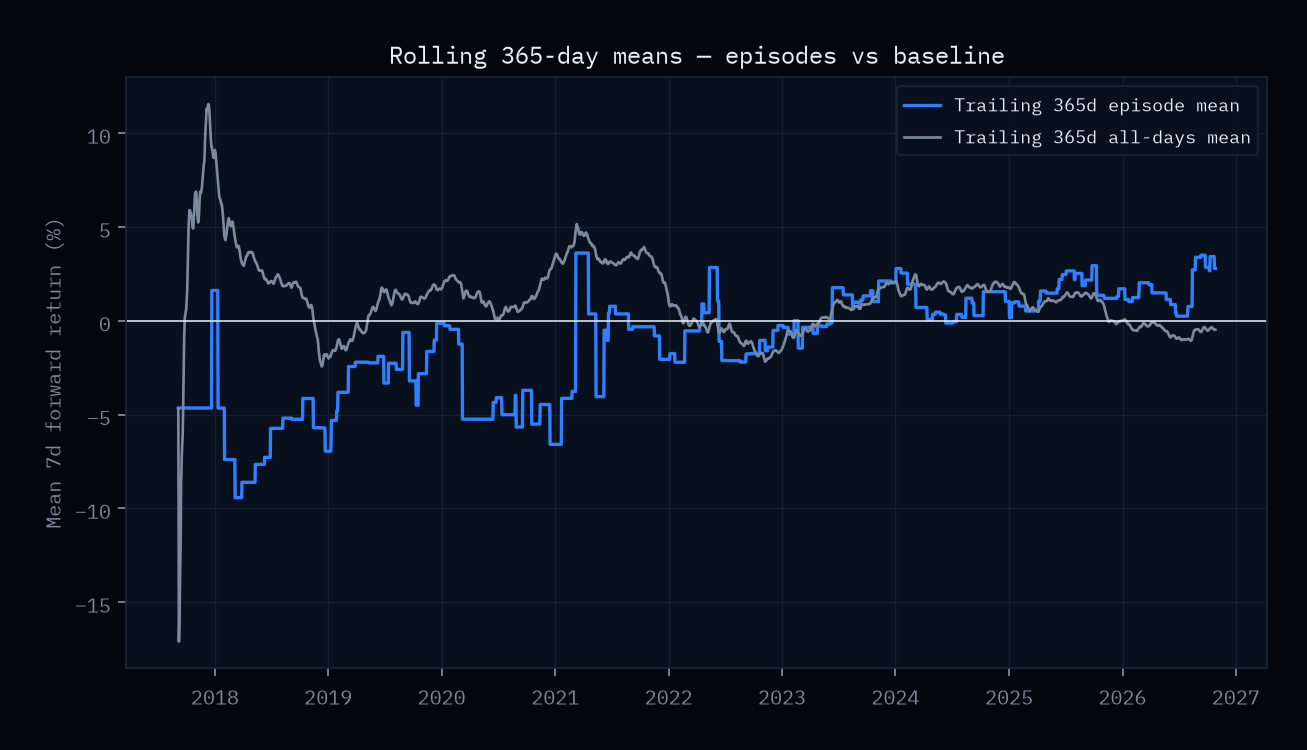 Rolling 365-day means — episodes vs baseline
Trailing 365d episode mean
Trailing 365d all-days mean
Mean 7d forward return (%)
10
5
0
−5
−10
−15
2018 2019 2020 2021 2022 2023 2024 2025 2026 2027